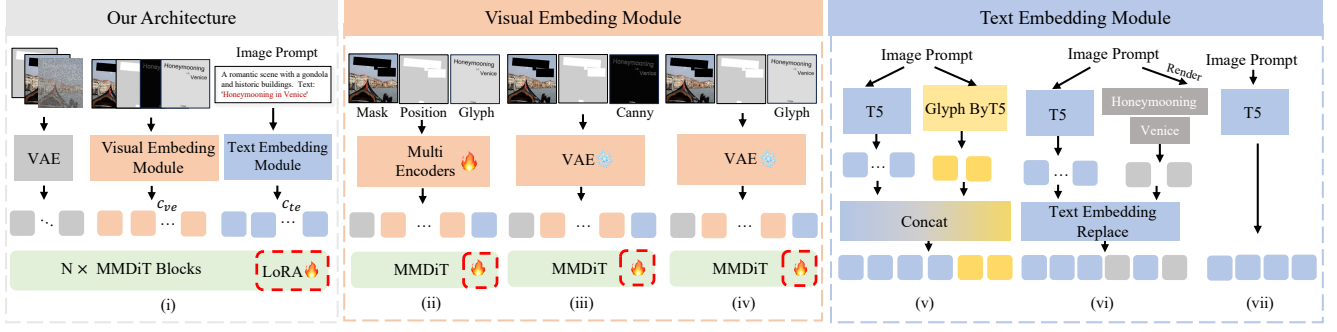 Our Architecture
Image Prompt
A romantic scene with a gondola
and historic buildings. Text:
'Honeymooning in Venice'
Honeymooning
in
Venice
VAE
Visual Embeding
Module
Text Embedding
Module
c_ve
c_te
...
...
...
N × MMDiT Blocks
LoRA
(i)
Visual Embeding Module
Honeymooning
in
Venice
Mask
Position
Glyph
Multi
Encoders
...
MMDiT
(ii)
Canny
VAE
...
MMDiT
(iii)
Honeymooning
in
Venice
Glyph
VAE
...
MMDiT
(iv)
Text Embedding Module
Image Prompt
T5
Glyph ByT5
...
Concat
(v)
Image Prompt
Render
T5
Honeymooning
Venice
...
Text Embedding
Replace
(vi)
Image Prompt
T5
(vii)